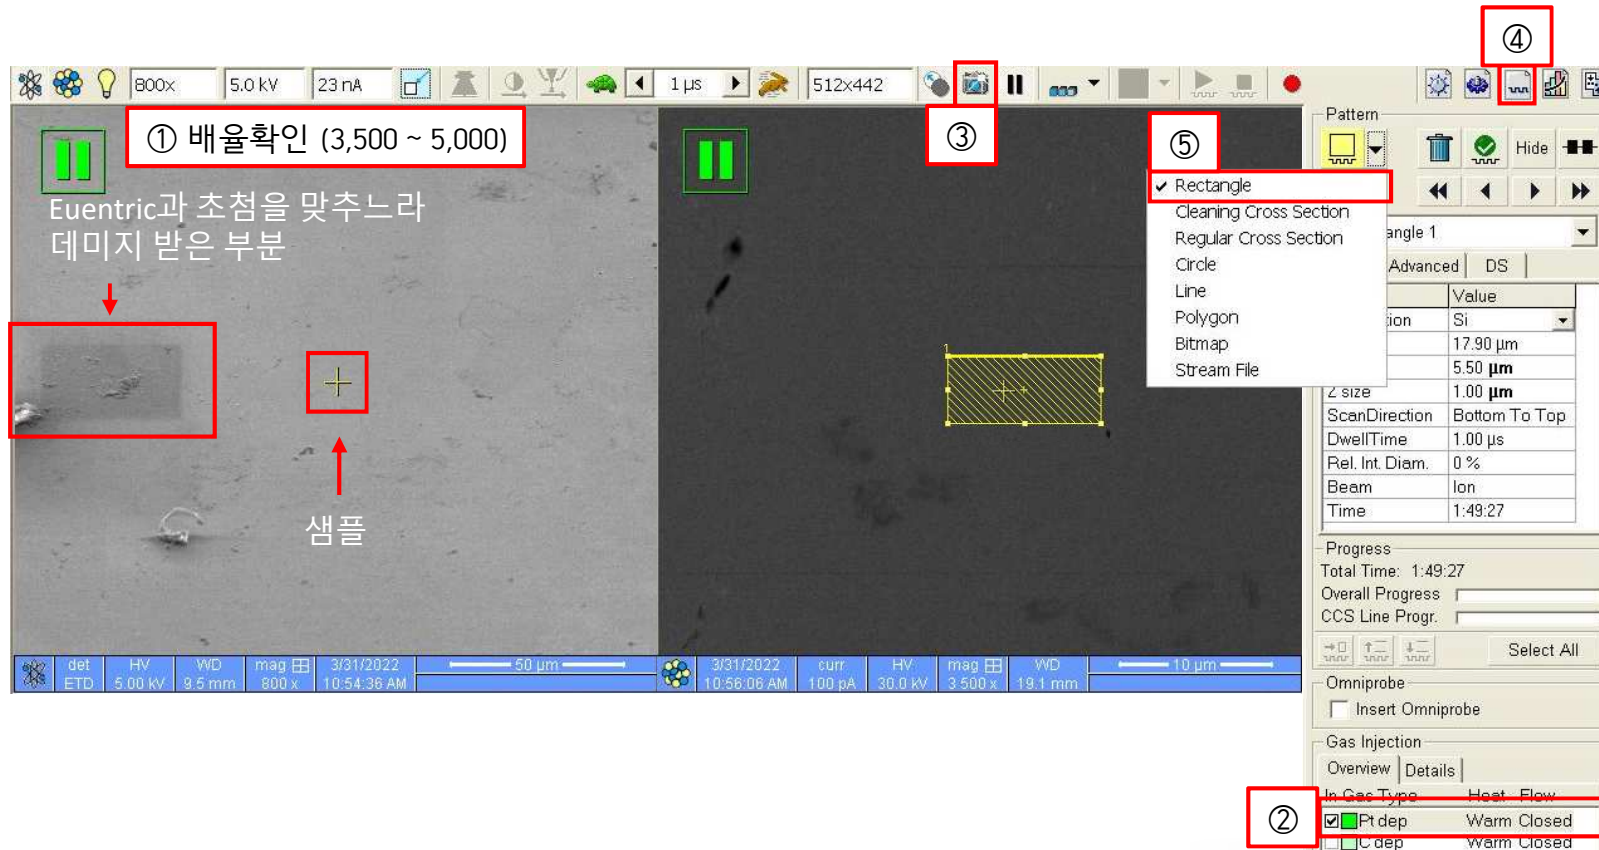 ④
800x
5.0 kV
23 nA
1 µs
512x442
① 배율확인 (3,500 ~ 5,000)
③
⑤
Euentric과 초첨을 맞추느라
데미지 받은 부분
샘플
1
det HV WD mag 3/31/2022 50 µm
ETD 5.00 kV 9.5 mm 800 x 10:54:36 AM
3/31/2022 curr HV mag WD 10 µm
10:56:06 AM 100 pA 30.0 kV 3 500 x 19.1 mm
Rectangle
Cleaning Cross Section
Regular Cross Section
Circle
Line
Polygon
Bitmap
Stream File
Pattern
Hide
angle 1
Advanced DS
Value
ion Si
17.90 µm
5.50 µm
Z size 1.00 µm
ScanDirection Bottom To Top
DwellTime 1.00 µs
Rel. Int. Diam. 0 %
Beam Ion
Time 1:49:27
Progress
Total Time: 1:49:27
Overall Progress
CCS Line Progr.
Select All
Omniprobe
Insert Omniprobe
Gas Injection
Overview Details
In Gas Type Heat Flow
②
Pt dep Warm Closed
C dep Warm Closed